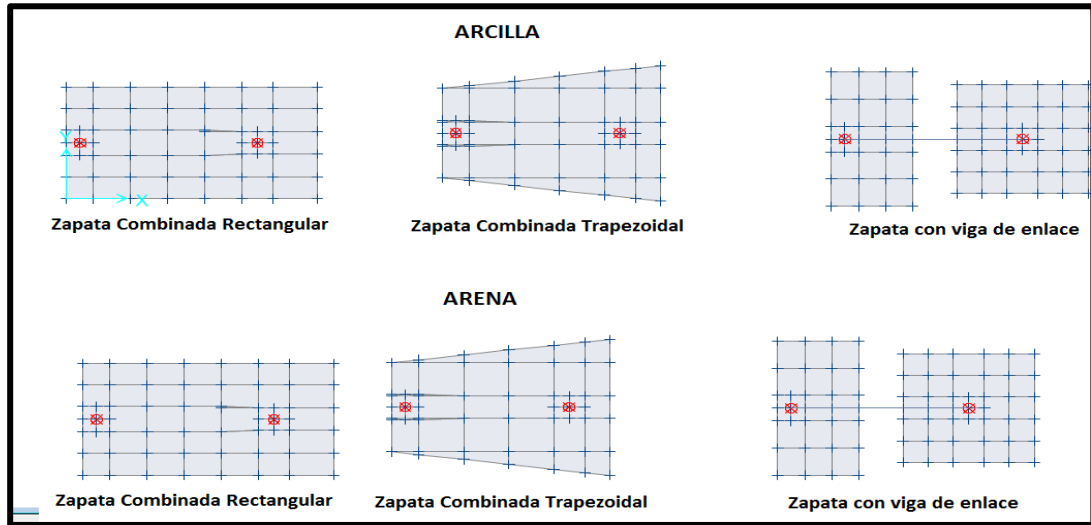 ARCILLA
Y
X
Zapata Combinada Rectangular
Zapata Combinada Trapezoidal
Zapata con viga de enlace
ARENA
Zapata Combinada Rectangular
Zapata Combinada Trapezoidal
Zapata con viga de enlace